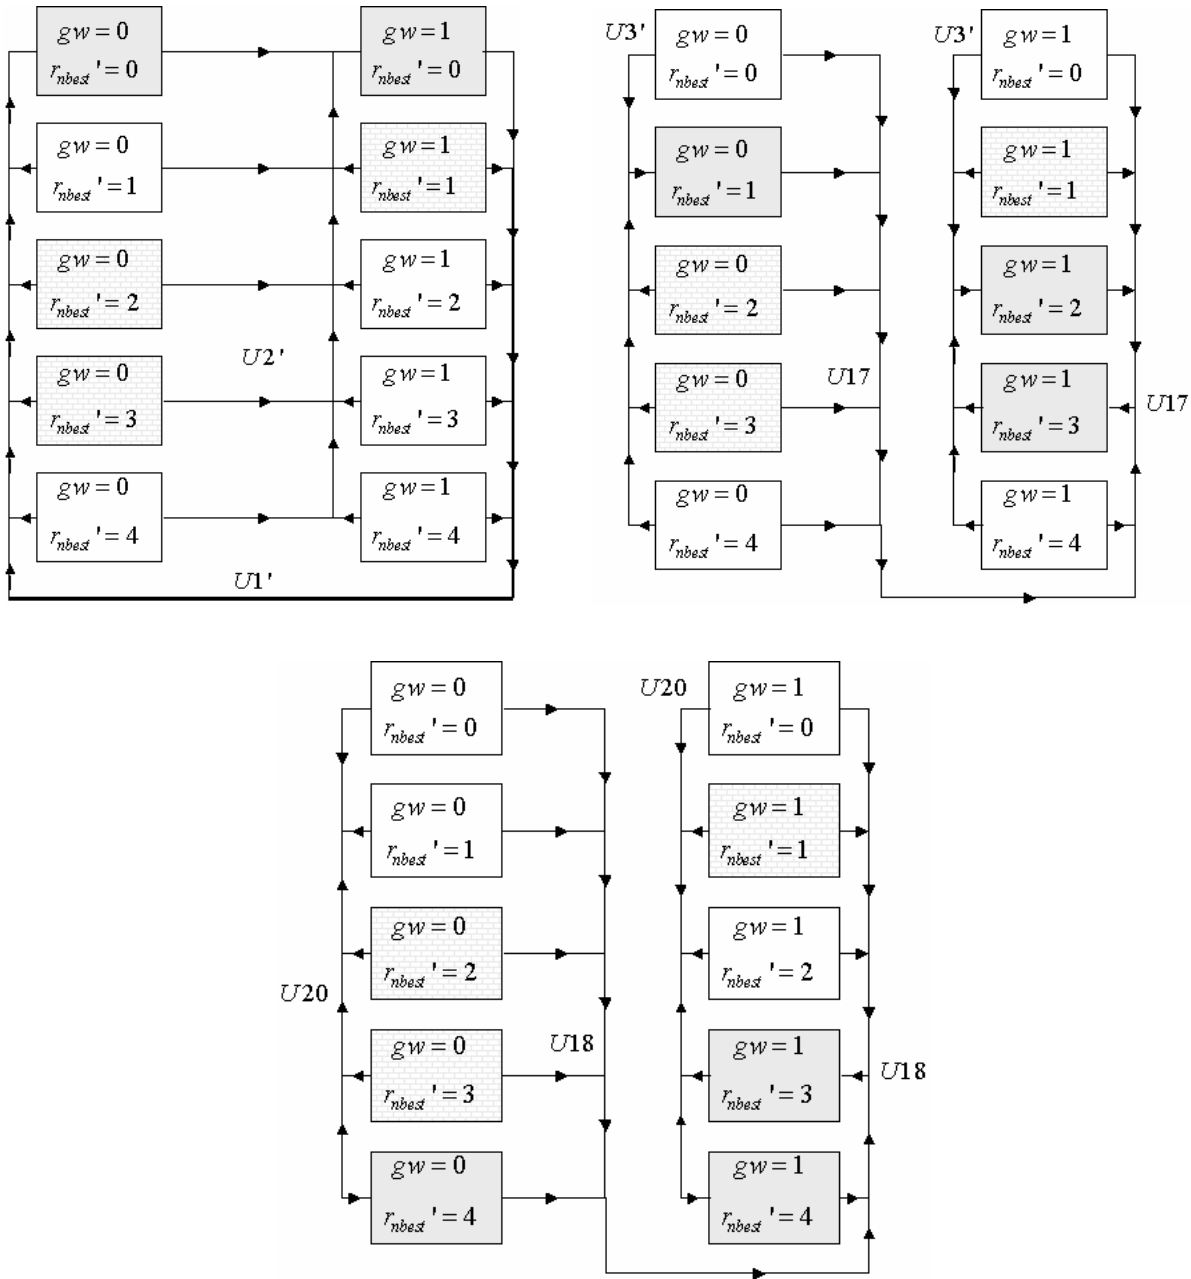 gw = 0
r_nbest ' = 0
gw = 1
r_nbest ' = 0
gw = 0
r_nbest ' = 1
gw = 1
r_nbest ' = 1
gw = 0
r_nbest ' = 2
gw = 1
r_nbest ' = 2
U2'
gw = 0
r_nbest ' = 3
gw = 1
r_nbest ' = 3
gw = 0
r_nbest ' = 4
gw = 1
r_nbest ' = 4
U1'
U3'
gw = 0
r_nbest ' = 0
U3'
gw = 1
r_nbest ' = 0
gw = 0
r_nbest ' = 1
gw = 1
r_nbest ' = 1
gw = 0
r_nbest ' = 2
gw = 1
r_nbest ' = 2
gw = 0
r_nbest ' = 3
U17
gw = 1
r_nbest ' = 3
U17
gw = 0
r_nbest ' = 4
gw = 1
r_nbest ' = 4
gw = 0
r_nbest ' = 0
U20
gw = 1
r_nbest ' = 0
gw = 0
r_nbest ' = 1
gw = 1
r_nbest ' = 1
gw = 0
r_nbest ' = 2
gw = 1
r_nbest ' = 2
U20
gw = 0
r_nbest ' = 3
U18
gw = 1
r_nbest ' = 3
U18
gw = 0
r_nbest ' = 4
gw = 1
r_nbest ' = 4